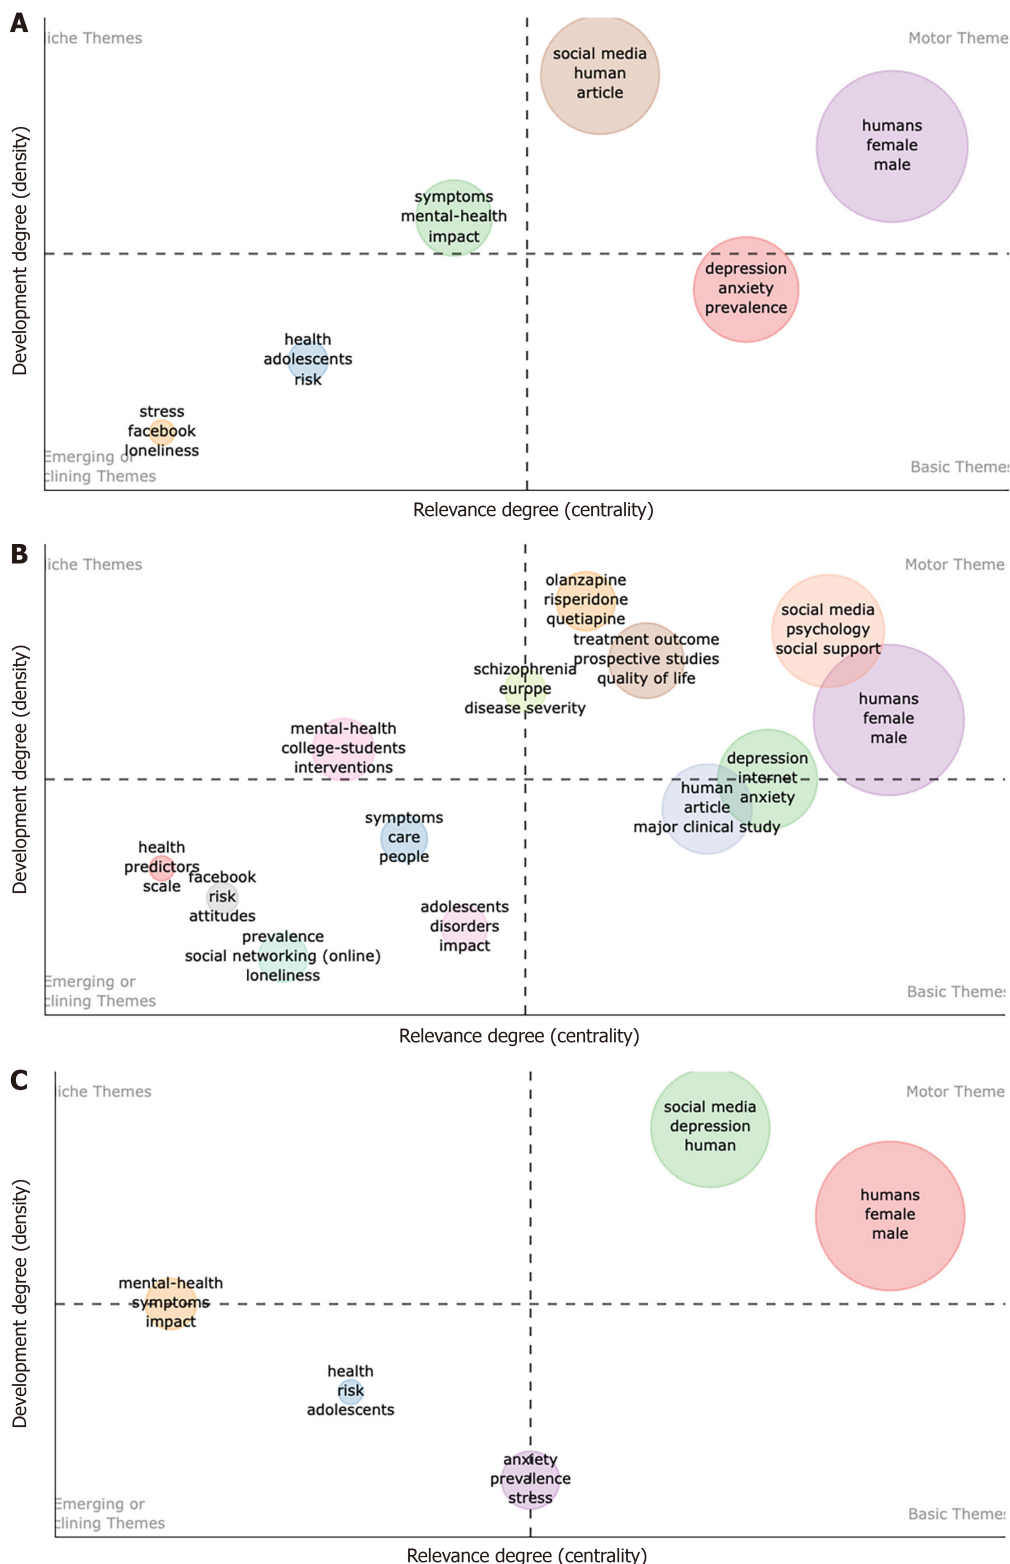 A
iche Themes
Motor Theme
social media
human
article
humans
female
male
symptoms
mental-health
impact
depression
anxiety
prevalence
health
adolescents
risk
stress
facebook
loneliness
Emerging or
clining Themes
Basic Themes
Development degree (density)
Relevance degree (centrality)
B
iche Themes
Motor Theme
olanzapine
risperidone
quetiapine
social media
psychology
social support
treatment outcome
prospective studies
quality of life
schizophrenia
europe
disease severity
humans
female
male
mental-health
college-students
interventions
depression
internet
anxiety
human
article
major clinical study
symptoms
care
people
health
predictors
scale
facebook
risk
attitudes
adolescents
disorders
impact
prevalence
social networking (online)
loneliness
Emerging or
clining Themes
Basic Themes
Development degree (density)
Relevance degree (centrality)
C
iche Themes
Motor Theme
social media
depression
human
humans
female
male
mental-health
symptoms
impact
health
risk
adolescents
anxiety
prevalence
stress
Emerging or
clining Themes
Basic Themes
Development degree (density)
Relevance degree (centrality)